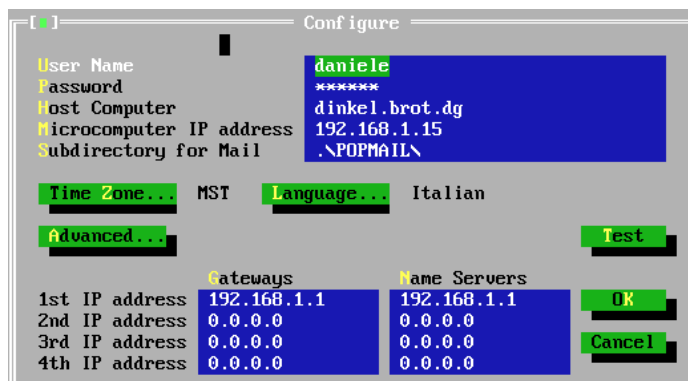 [■] Configure
User Name daniele
Password ******
Host Computer dinkel.brot.dg
Microcomputer IP address 192.168.1.15
Subdirectory for Mail .\POPMAIL\
Time Zone... MST Language... Italian
Advanced... Test
Gateways Name Servers
1st IP address 192.168.1.1 192.168.1.1 OK
2nd IP address 0.0.0.0 0.0.0.0
3rd IP address 0.0.0.0 0.0.0.0 Cancel
4th IP address 0.0.0.0 0.0.0.0